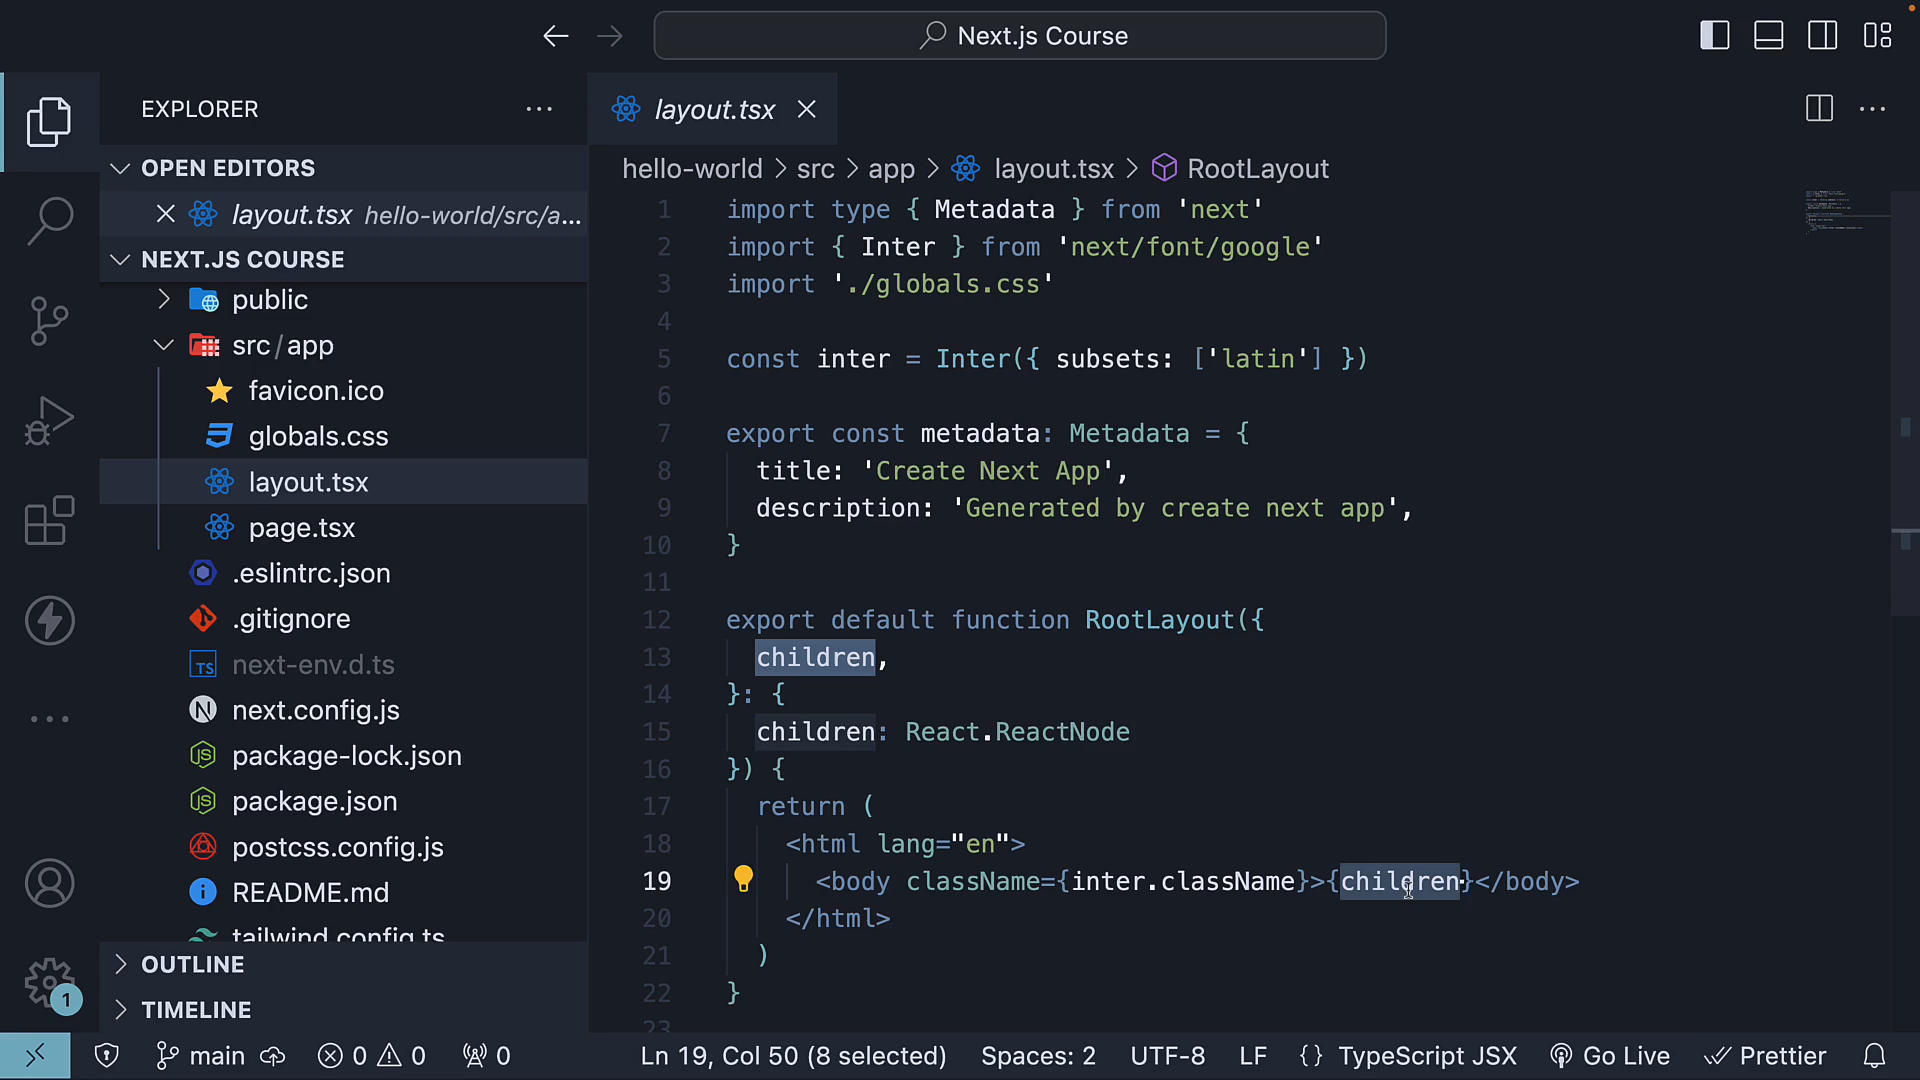 Next.js Course
EXPLORER
layout.tsx
OPEN EDITORS
layout.tsx hello-world/src/a...
NEXT.JS COURSE
public
src/app
favicon.ico
globals.css
layout.tsx
page.tsx
.eslintrc.json
.gitignore
TS next-env.d.ts
next.config.js
package-lock.json
package.json
postcss.config.js
README.md
tailwind.config.ts
OUTLINE
TIMELINE
1
hello-world > src > app > layout.tsx > RootLayout
1 import type { Metadata } from 'next'
2 import { Inter } from 'next/font/google'
3 import './globals.css'
4
5 const inter = Inter({ subsets: ['latin'] })
6
7 export const metadata: Metadata = {
8 title: 'Create Next App',
9 description: 'Generated by create next app',
10 }
11
12 export default function RootLayout({
13 children,
14 }: {
15 children: React.ReactNode
16 }) {
17 return (
18 <html lang="en">
19 <body className={inter.className}>{children}</body>
20 </html>
21 )
22 }
23
main 0 0 0 Ln 19, Col 50 (8 selected) Spaces: 2 UTF-8 LF {} TypeScript JSX Go Live Prettier